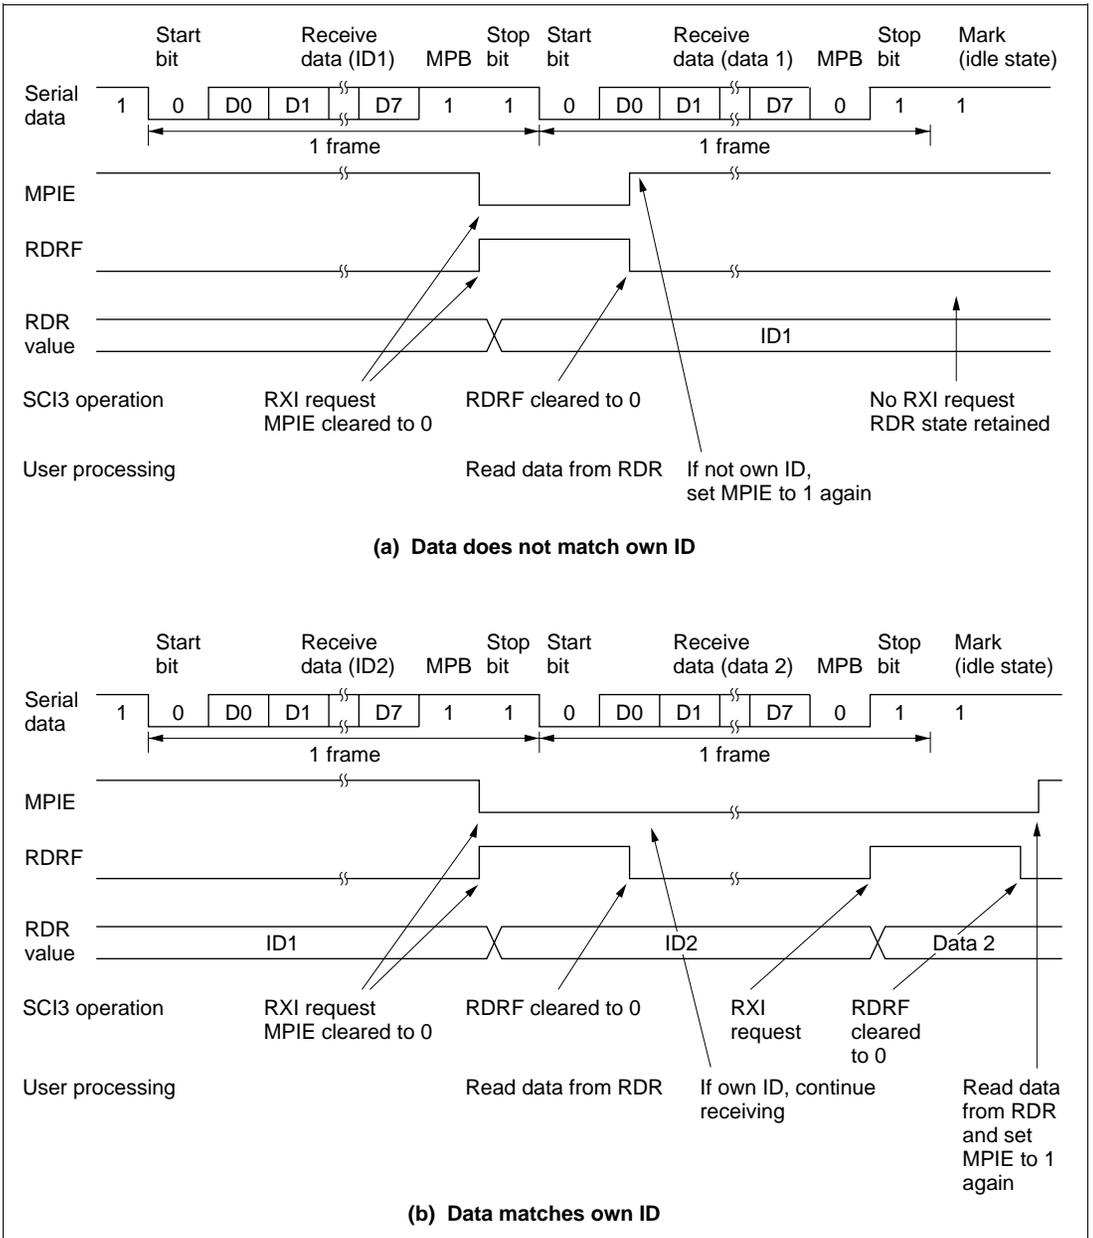 Start bit
Receive data (ID1)
MPB
Stop bit
Start bit
Receive data (data 1)
MPB
Stop bit
Mark (idle state)
Serial data
1 0 D0 D1 D7 1 1 0 D0 D1 D7 0 1 1
1 frame
1 frame
MPIE
RDRF
RDR value
ID1
SCI3 operation
RXI request
MPIE cleared to 0
RDRF cleared to 0
No RXI request
RDR state retained
User processing
Read data from RDR
If not own ID,
set MPIE to 1 again
(a) Data does not match own ID
Start bit
Receive data (ID2)
MPB
Stop bit
Start bit
Receive data (data 2)
MPB
Stop bit
Mark (idle state)
Serial data
1 0 D0 D1 D7 1 1 0 D0 D1 D7 0 1 1
1 frame
1 frame
MPIE
RDRF
RDR value
ID1
ID2
Data 2
SCI3 operation
RXI request
MPIE cleared to 0
RDRF cleared to 0
RXI
request
RDRF
cleared
to 0
User processing
Read data from RDR
If own ID, continue
receiving
Read data
from RDR
and set
MPIE to 1
again
(b) Data matches own ID